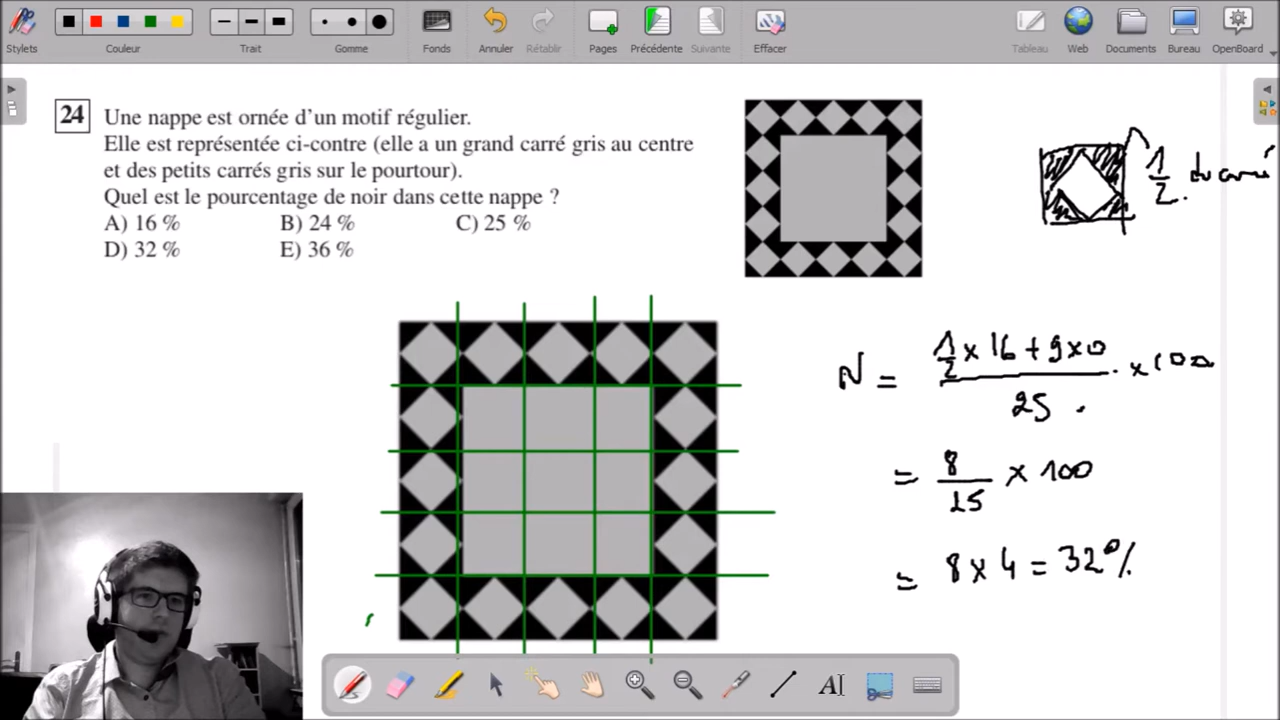 Stylets
Couleur
Trait
Gomme
Fonds
Annuler
Rétablir
Pages
Précédente
Suivante
Effacer
Tableau
Web
Documents
Bureau
OpenBoard
24
Une nappe est ornée d'un motif régulier.
Elle est représentée ci-contre (elle a un grand carré gris au centre
et des petits carrés gris sur le pourtour).
Quel est le pourcentage de noir dans cette nappe ?
A) 16 % B) 24 % C) 25 %
D) 32 % E) 36 %
1/2 du carré
N = (1/2 × 16 + 9 × 0) / 25 × 100
= 8/25 × 100
= 8 × 4 = 32 %
AI